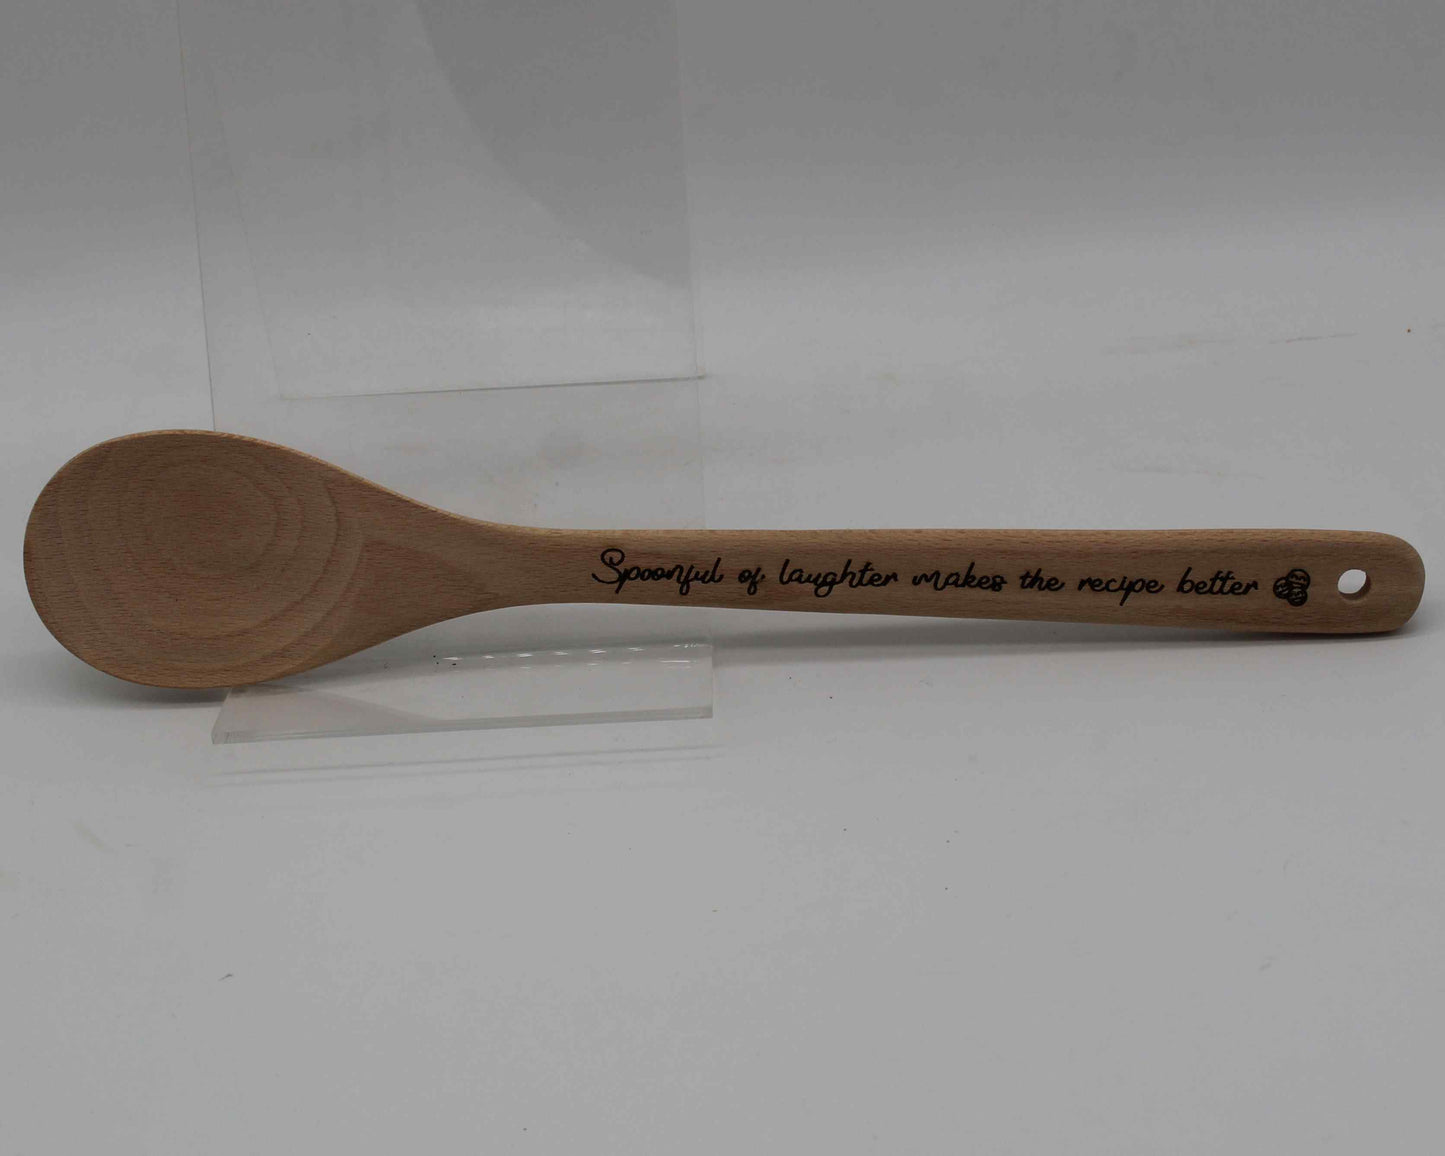 Spoonful of laughter makes the recipe better